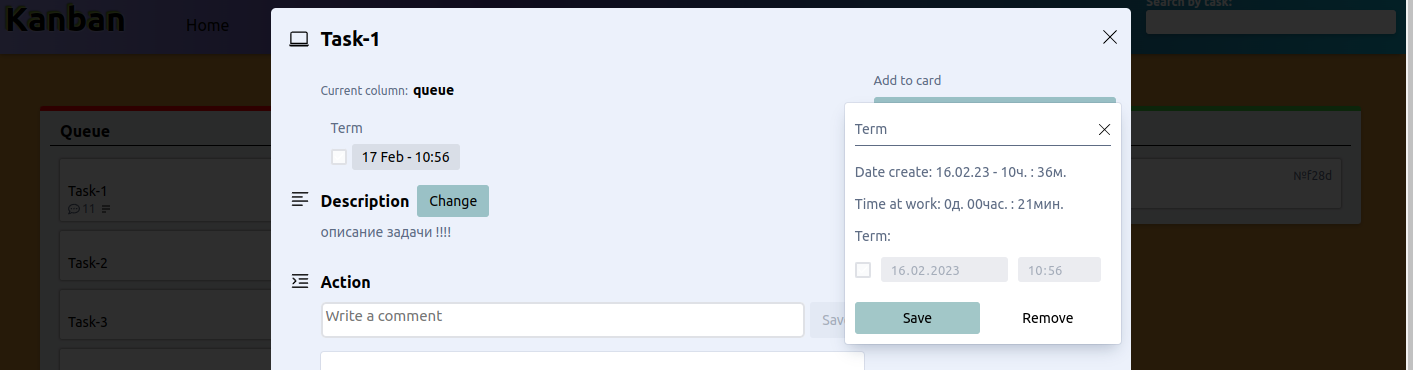 Kanban
Home
Search by task:
Queue
Task-1
11
Task-2
Task-3
№f28d
Task-1
Current column: queue
Term
17 Feb - 10:56
Description Change
описание задачи !!!!
Action
Write a comment
Add to card
Term
Date create: 16.02.23 - 10ч. : 36м.
Time at work: 0д. 00час. : 21мин.
Term:
16.02.2023 10:56
Save Remove